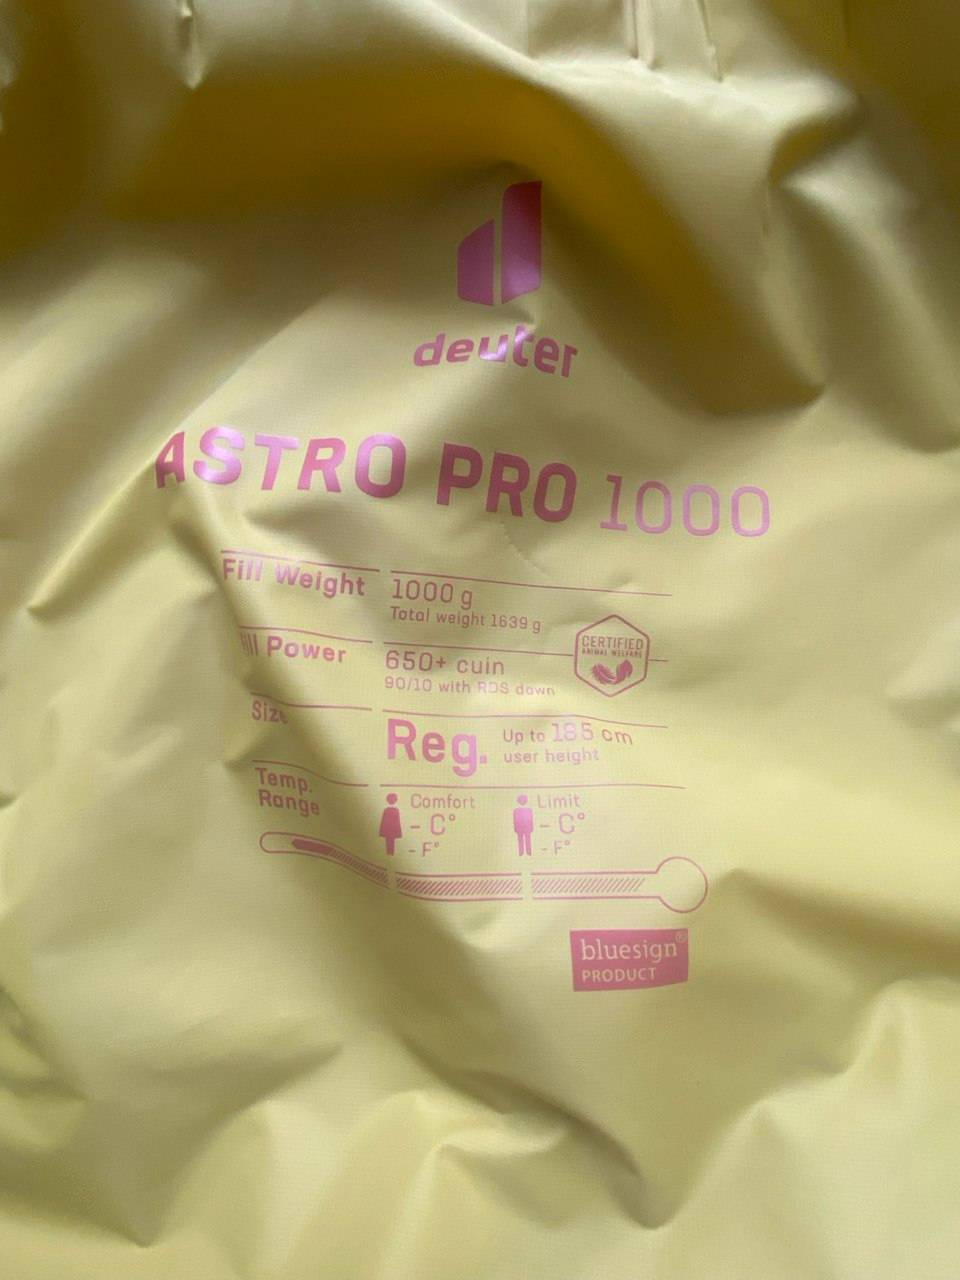 deuter
ASTRO PRO 1000
Fill Weight
1000 g
Total weight 1639 g
ill Power
650+ cuin
90/10 with RDS down
CERTIFIED
ANIMAL WELFARE
Size
Reg.
Up to 185 cm
user height
Temp.
Range
Comfort
- C°
- F°
Limit
- C°
- F°
bluesign®
PRODUCT